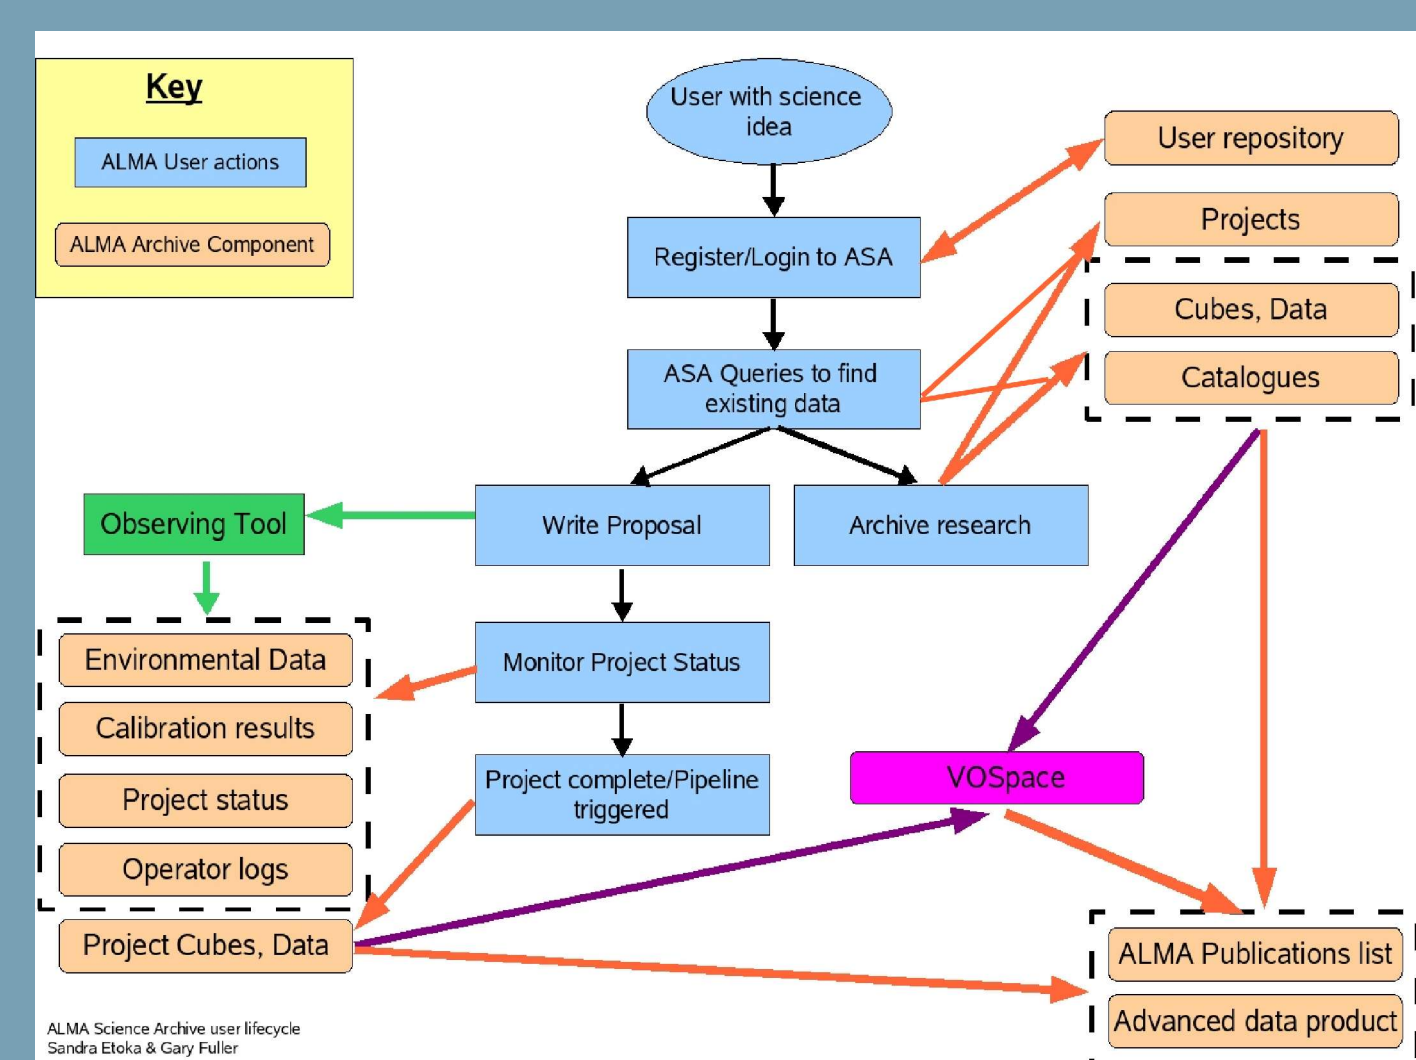 Key
ALMA User actions
ALMA Archive Component
User with science
idea
Register/Login to ASA
ASA Queries to find
existing data
User repository
Projects
Cubes, Data
Catalogues
Observing Tool
Write Proposal
Archive research
Environmental Data
Calibration results
Project status
Operator logs
Project Cubes, Data
Monitor Project Status
Project complete/Pipeline
triggered
VOSpace
ALMA Publications list
Advanced data product
ALMA Science Archive user lifecycle
Sandra Etoka & Gary Fuller